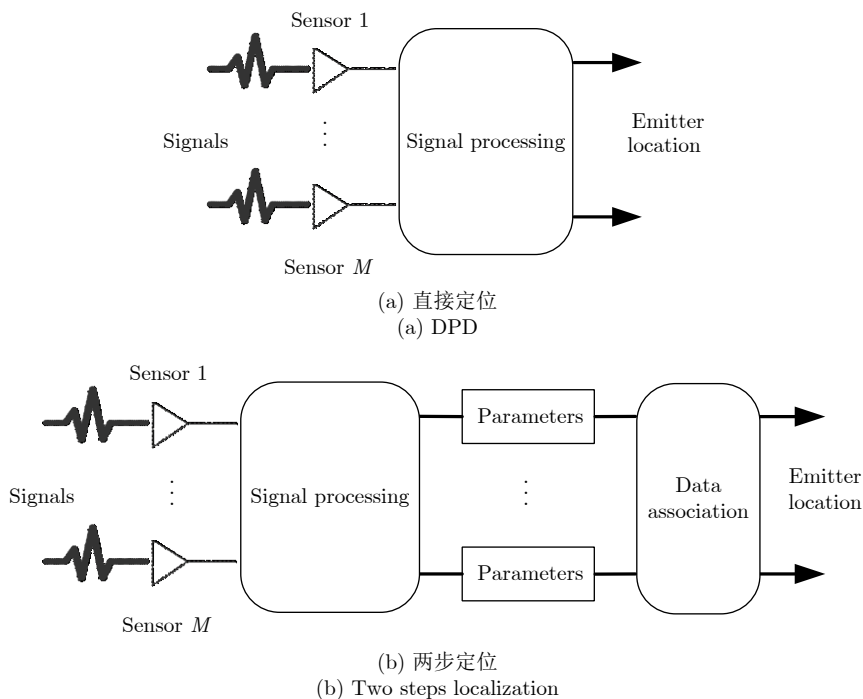 Sensor 1
Signals
Signal processing
Emitter
location
Sensor M
(a) 直接定位
(a) DPD
Sensor 1
Signals
Signal processing
Parameters
Parameters
Data
association
Emitter
location
Sensor M
(b) 两步定位
(b) Two steps localization